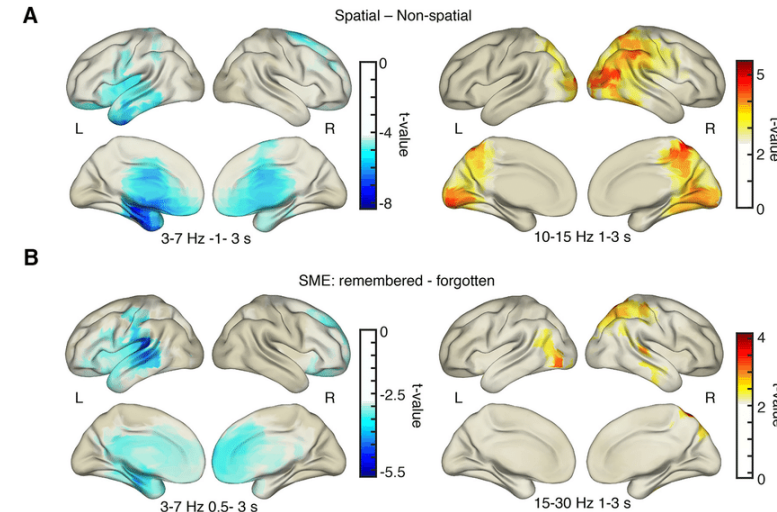 A
Spatial – Non-spatial
0
-4
-8
t-value
5
2
0
t-value
L
R
L
R
3-7 Hz -1- 3 s
10-15 Hz 1-3 s
B
SME: remembered - forgotten
0
-2.5
-5.5
t-value
4
2
0
t-value
L
R
L
R
3-7 Hz 0.5- 3 s
15-30 Hz 1-3 s